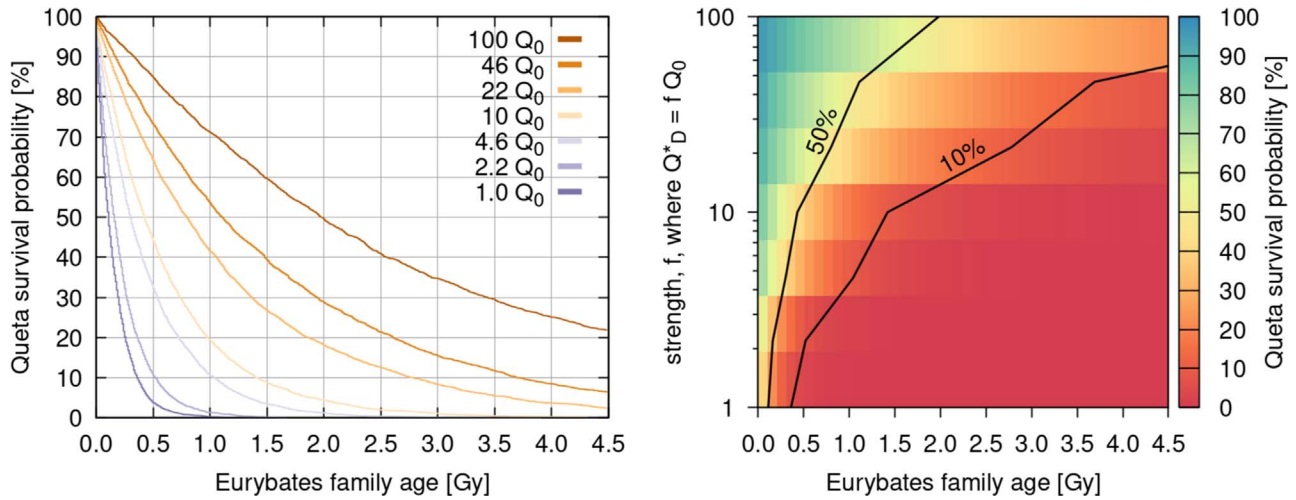 Queta survival probability [%]
100
90
80
70
60
50
40
30
20
10
0
0.0 0.5 1.0 1.5 2.0 2.5 3.0 3.5 4.0 4.5
Eurybates family age [Gy]
100 Q0
46 Q0
22 Q0
10 Q0
4.6 Q0
2.2 Q0
1.0 Q0
strength, f, where Q*D = f Q0
100
10
1
50%
10%
0.0 0.5 1.0 1.5 2.0 2.5 3.0 3.5 4.0 4.5
Eurybates family age [Gy]
100
90
80
70
60
50
40
30
20
10
0
Queta survival probability [%]